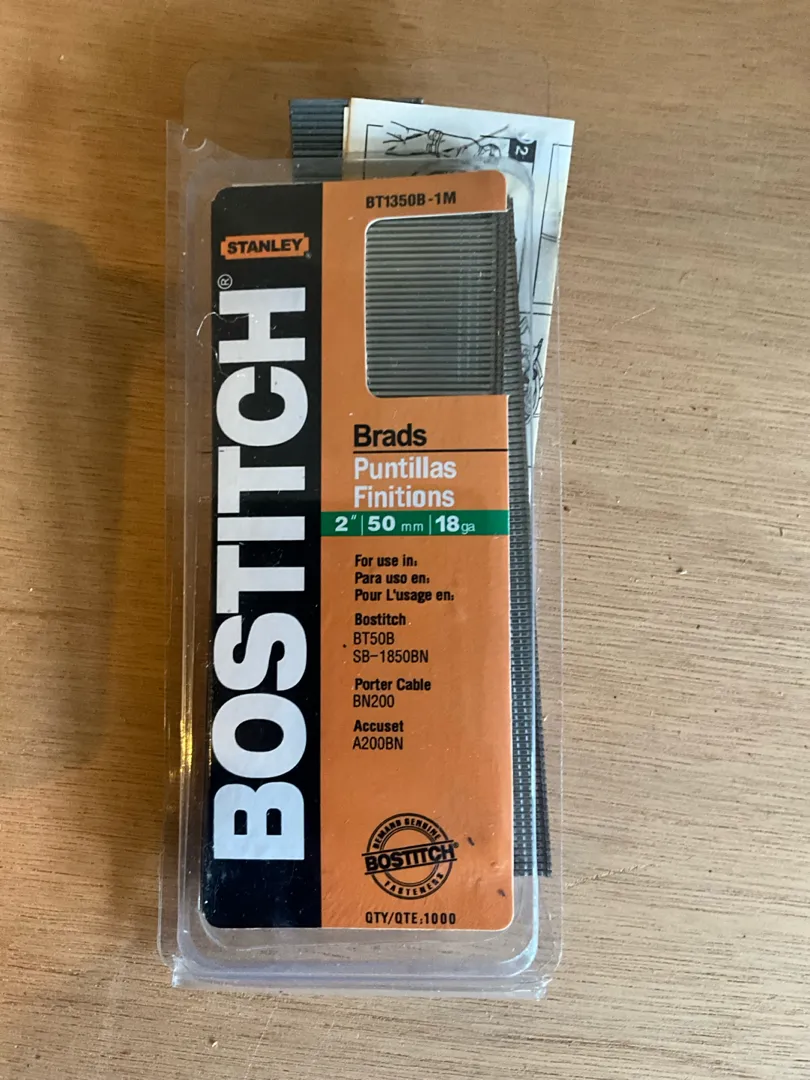 BT1350B-1M
STANLEY
BOSTITCH®
Brads
Puntillas
Finitions
2" | 50 mm | 18 ga
For use in:
Para uso en:
Pour L'usage en:
Bostitch
BT50B
SB-1850BN
Porter Cable
BN200
Accuset
A200BN
DEMAND GENUINE
BOSTITCH®
FASTENERS
QTY/QTE:1000
2